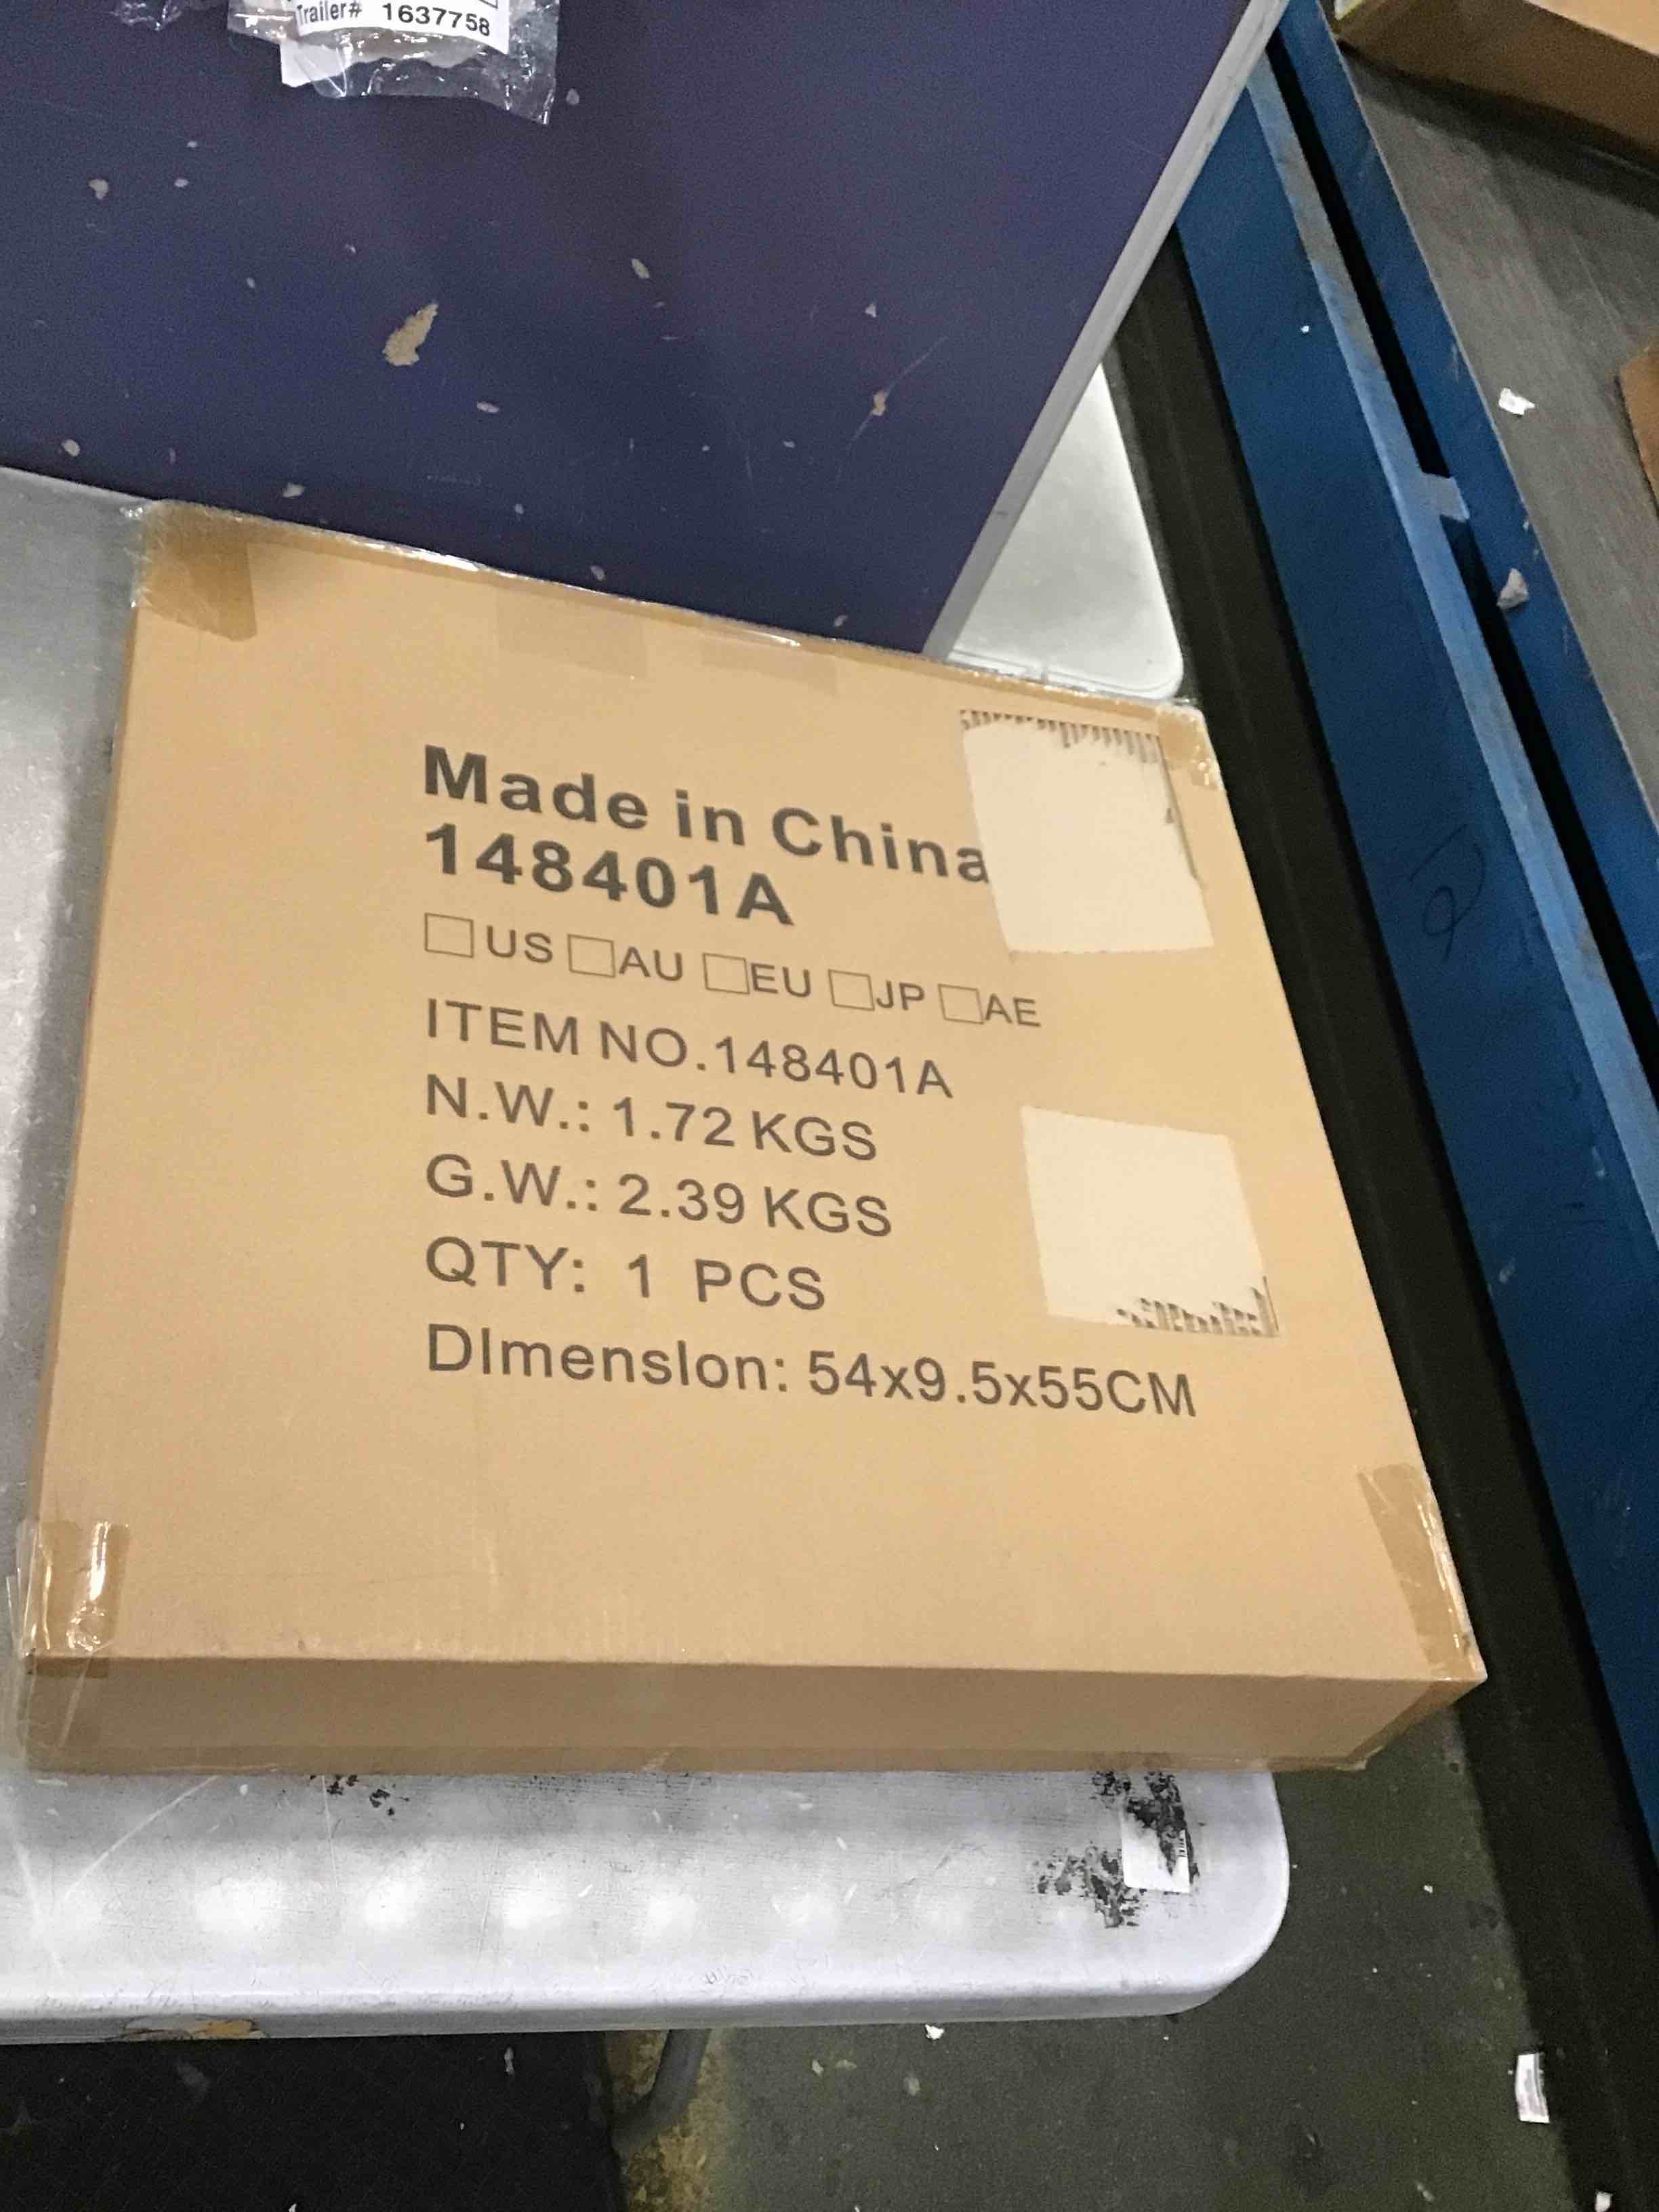 Trailer# 1637758
Made in China
148401A
□US □AU □EU □JP □AE
ITEM NO.148401A
N.W.: 1.72 KGS
G.W.: 2.39 KGS
QTY: 1 PCS
DImensIon: 54x9.5x55CM